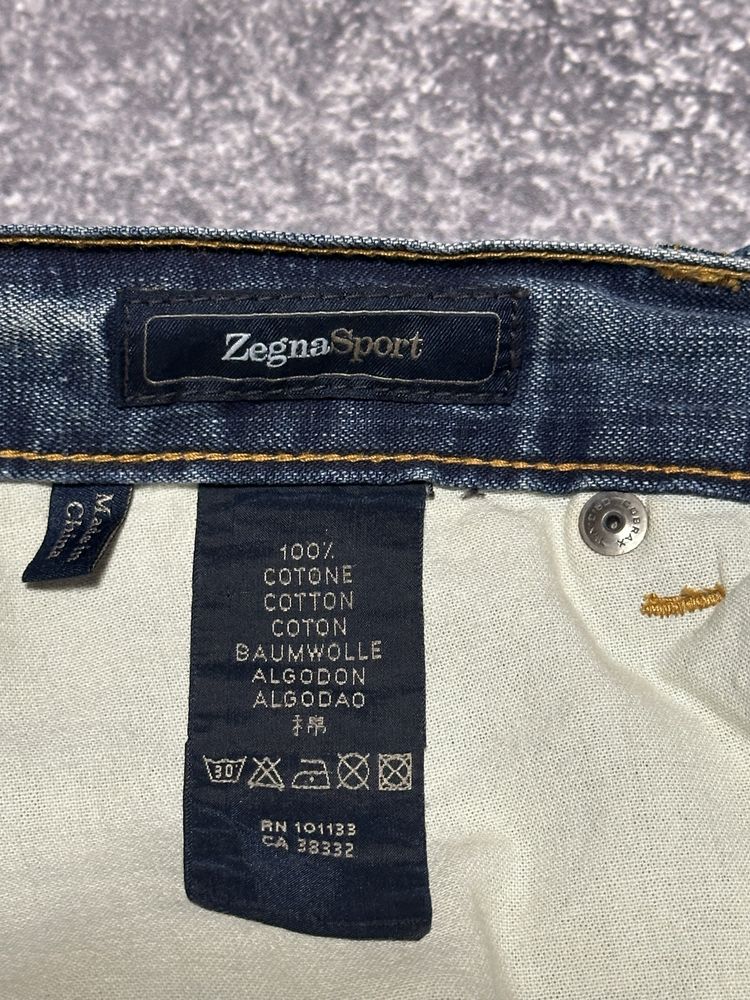 ZegnaSport
Made in
China
100%
COTONE
COTTON
COTON
BAUMWOLLE
ALGODON
ALGODAO
棉
30°
RN 101133
CA 38332